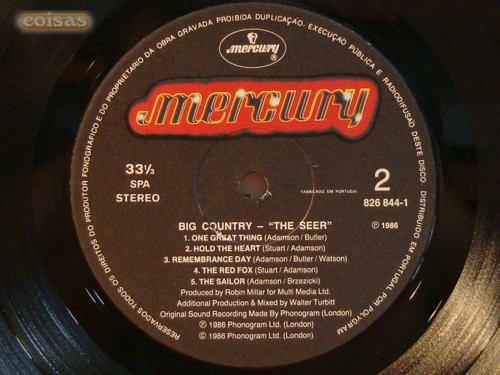 coisas
RESERVADOS TODOS OS DIREITOS DO PRODUTOR FONOGRÁFICO E DO PROPRIETÁRIO DA OBRA GRAVADA PROIBIDA DUPLICAÇÃO, EXECUÇÃO PÚBLICA E RADIODIFUSÃO DESTE DISCO. DISTRIBUIDO EM PORTUGAL POR POLYGRAM
mercury
®
mercury
33⅓
SPA
STEREO
FABRICADO EM PORTUGAL
2
826 844-1
℗ 1986
BIG COUNTRY – "THE SEER"
1. ONE GREAT THING (Adamson / Butler)
2. HOLD THE HEART (Stuart / Adamson)
3. REMEMBRANCE DAY (Adamson / Butler / Watson)
4. THE RED FOX (Stuart / Adamson)
5. THE SAILOR (Adamson / Brzezicki)
Produced by Robin Millar for Multi Media Ltd.
Additional Production & Mixed by Walter Turbitt
Original Sound Recording Made By Phonogram (London)
℗ 1986 Phonogram Ltd. (London)
© 1986 Phonogram Ltd. (London)